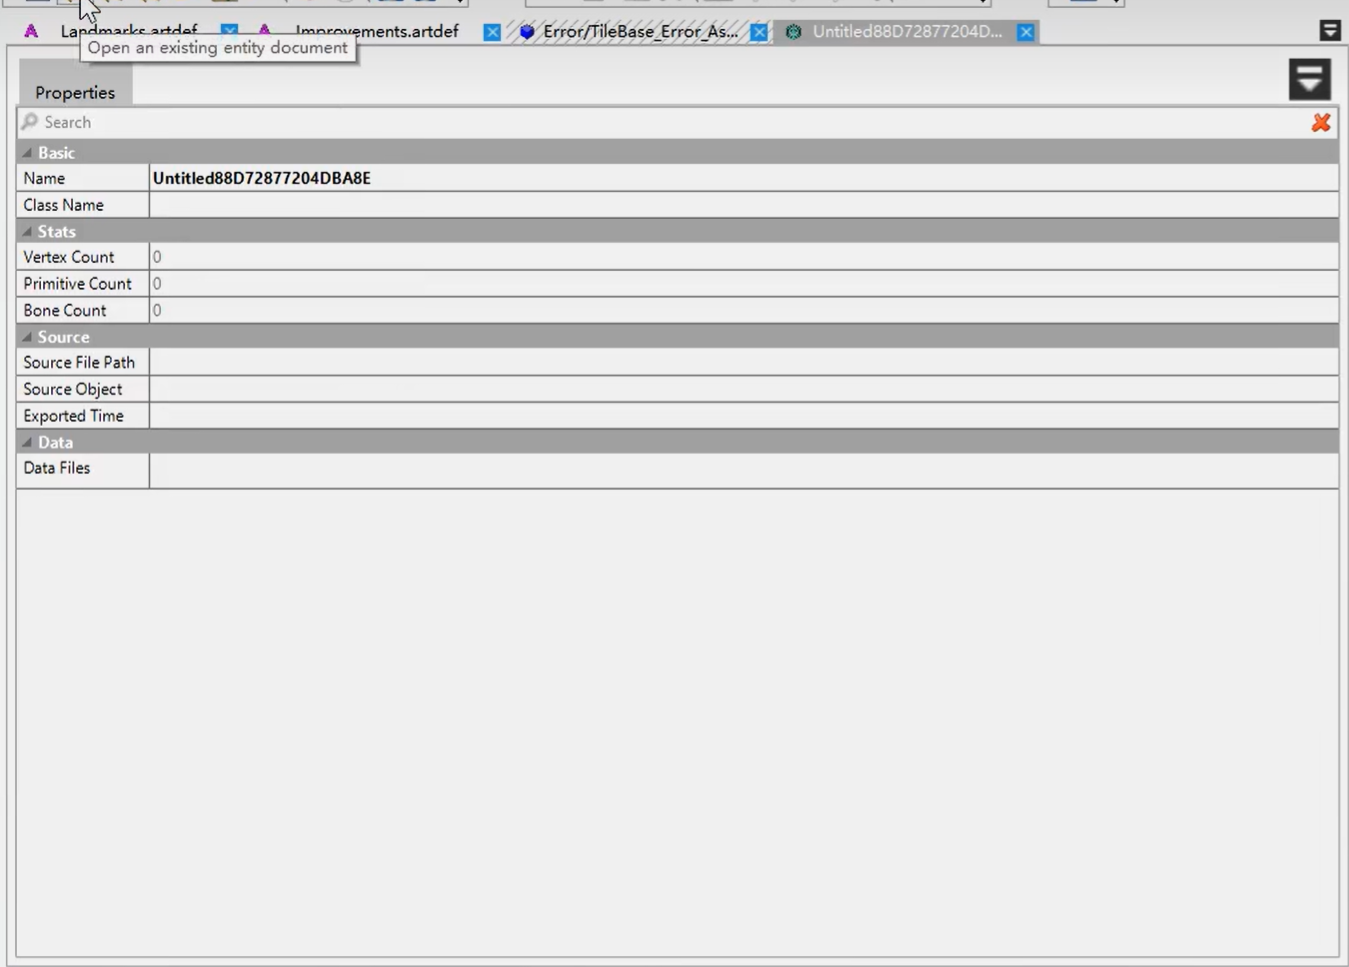 Landmarks.artdef Improvements.artdef Error/TileBase_Error_As... Untitled88D72877204D...
Open an existing entity document
Properties
Search
Basic
Name Untitled88D72877204DBA8E
Class Name
Stats
Vertex Count 0
Primitive Count 0
Bone Count 0
Source
Source File Path
Source Object
Exported Time
Data
Data Files